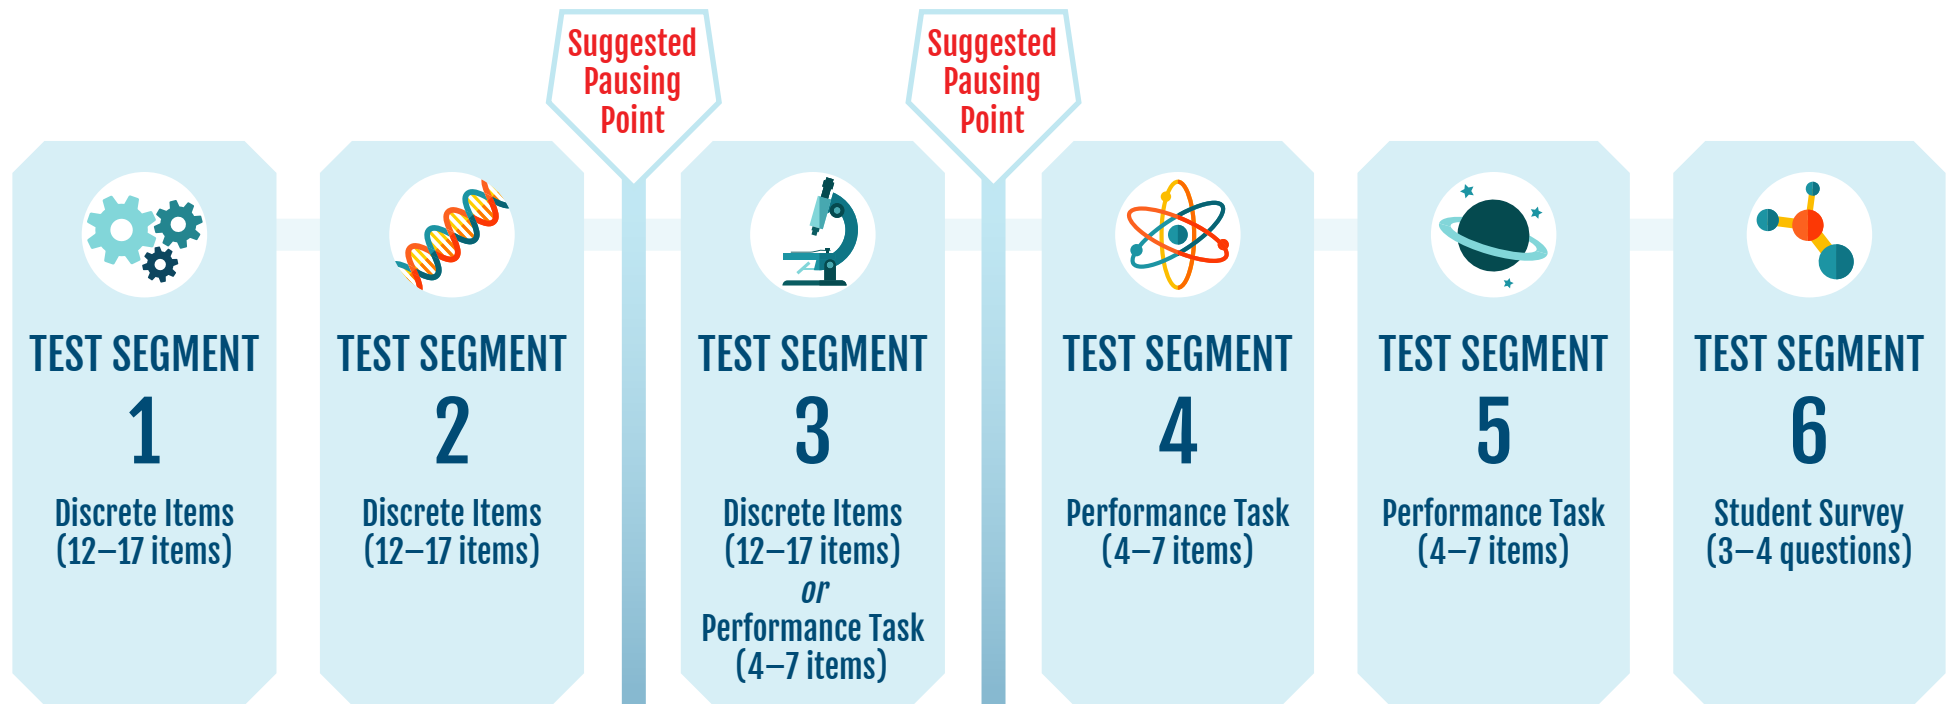 Suggested
Pausing
Point
Suggested
Pausing
Point
TEST SEGMENT
1
Discrete Items
(12–17 items)
TEST SEGMENT
2
Discrete Items
(12–17 items)
TEST SEGMENT
3
Discrete Items
(12–17 items)
or
Performance Task
(4–7 items)
TEST SEGMENT
4
Performance Task
(4–7 items)
TEST SEGMENT
5
Performance Task
(4–7 items)
TEST SEGMENT
6
Student Survey
(3–4 questions)